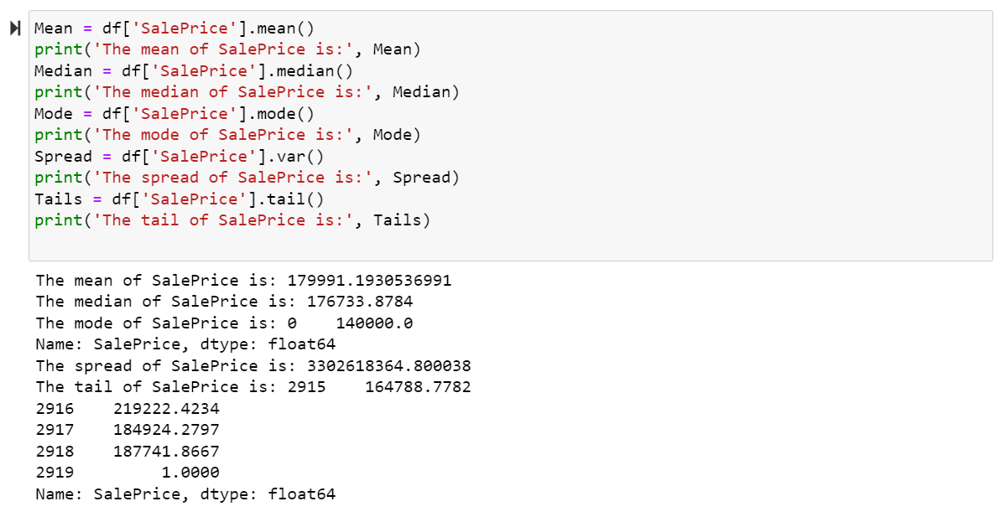 Mean = df['SalePrice'].mean()
print('The mean of SalePrice is:', Mean)
Median = df['SalePrice'].median()
print('The median of SalePrice is:', Median)
Mode = df['SalePrice'].mode()
print('The mode of SalePrice is:', Mode)
Spread = df['SalePrice'].var()
print('The spread of SalePrice is:', Spread)
Tails = df['SalePrice'].tail()
print('The tail of SalePrice is:', Tails)
The mean of SalePrice is: 179991.1930536991
The median of SalePrice is: 176733.8784
The mode of SalePrice is: 0    140000.0
Name: SalePrice, dtype: float64
The spread of SalePrice is: 3302618364.800038
The tail of SalePrice is: 2915    164788.7782
2916    219222.4234
2917    184924.2797
2918    187741.8667
2919         1.0000
Name: SalePrice, dtype: float64